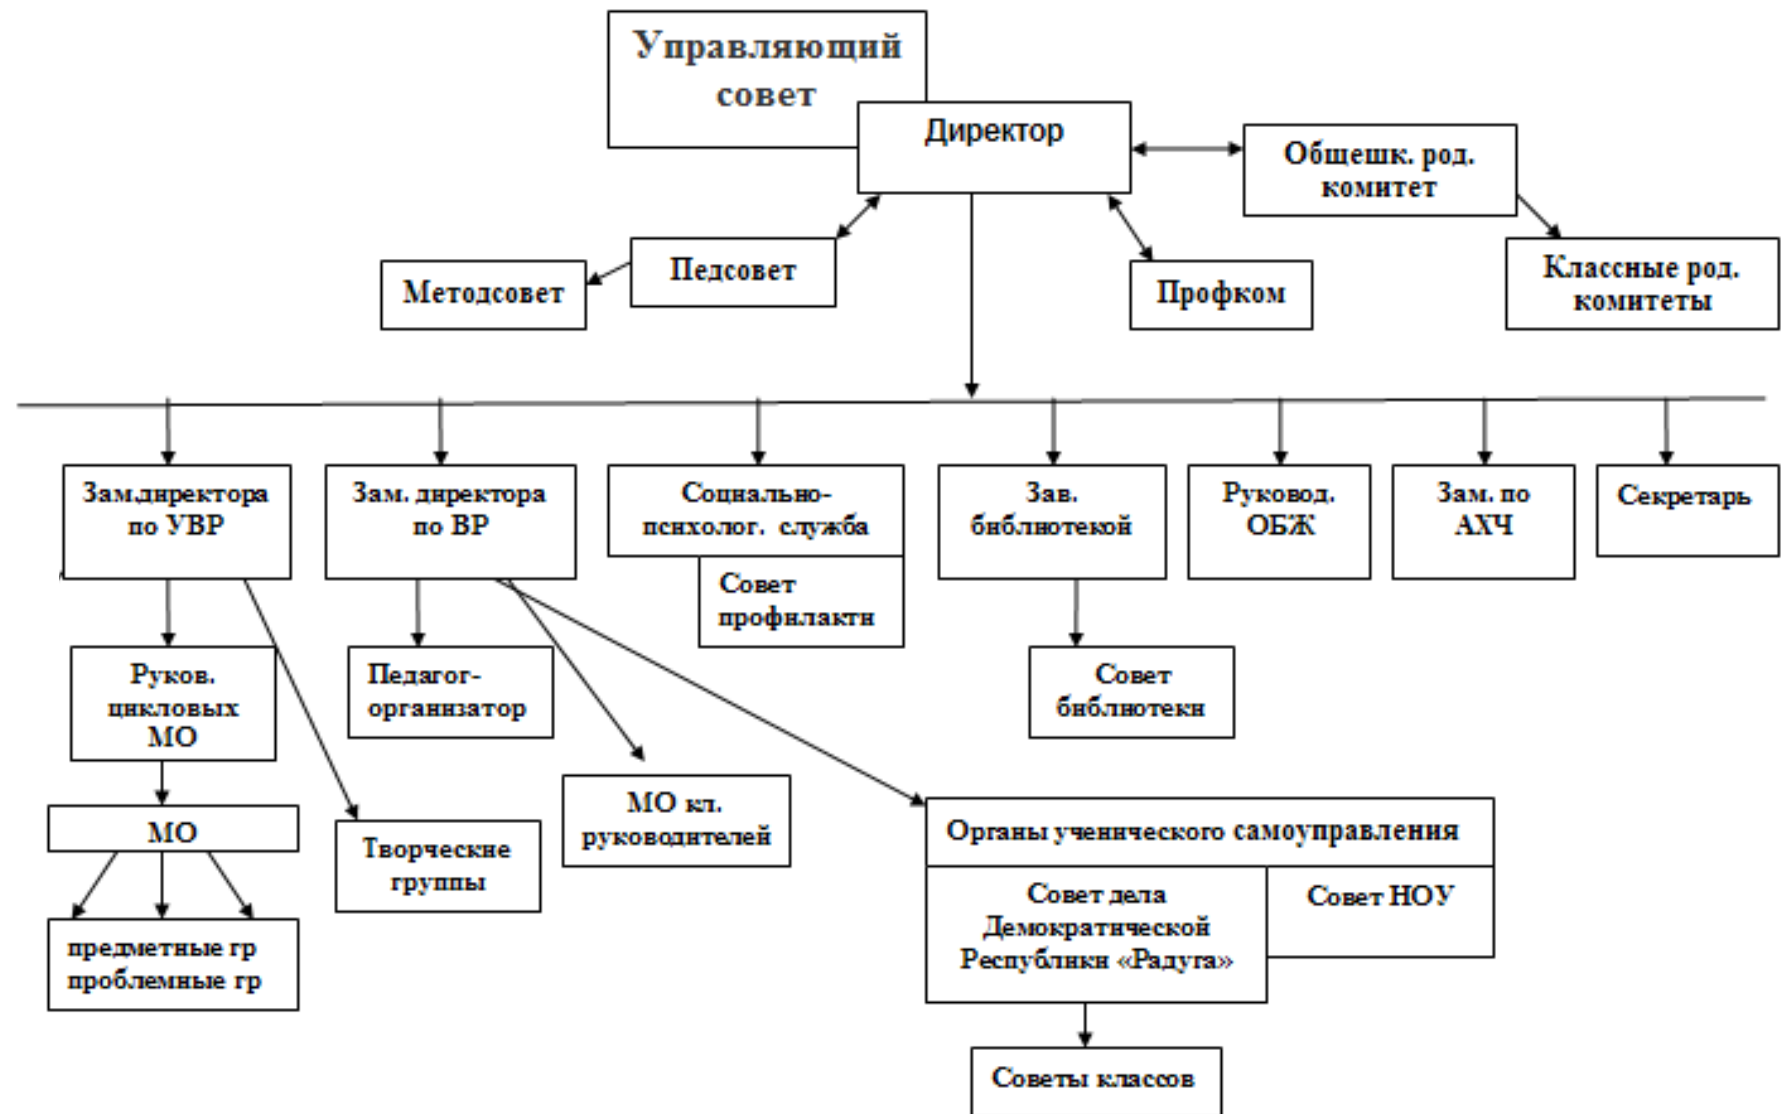 Управляющий
совет
Директор
Общешк. род.
комитет
Педсовет
Методсовет
Профком
Классные род.
комитеты
Зам.директора
по УВР
Зам. директора
по ВР
Социально-
психолог. служба
Совет
профилакти
Зав.
библиотекой
Руковод.
ОБЖ
Зам. по
АХЧ
Секретарь
Руков.
цикловых
МО
Педагог-
организатор
Совет
библиотеки
МО
Творческие
группы
МО кл.
руководителей
Органы ученического самоуправления
Совет дела
Демократической
Республики «Радуга»
Совет НОУ
предметные гр
проблемные гр
Советы классов